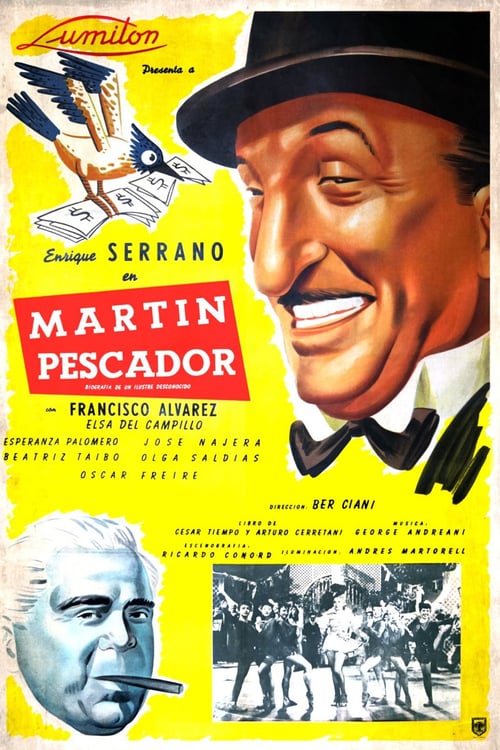 Lumiton
Presenta a
Enrique SERRANO
en
MARTIN
PESCADOR
BIOGRAFIA DE UN ILUSTRE DESCONOCIDO
con FRANCISCO ALVAREZ
ELSA DEL CAMPILLO
ESPERANZA PALOMERO JOSE NAJERA
BEATRIZ TAIBO OLGA SALDIAS
OSCAR FREIRE
DIRECCION: BER CIANI
LIBRO DE MUSICA:
CESAR TIEMPO Y ARTURO CERRETANI GEORGE ANDREANI
ESCENOGRAFIA:
RICARDO CONORD ILUMINACION: ANDRES MARTORELL